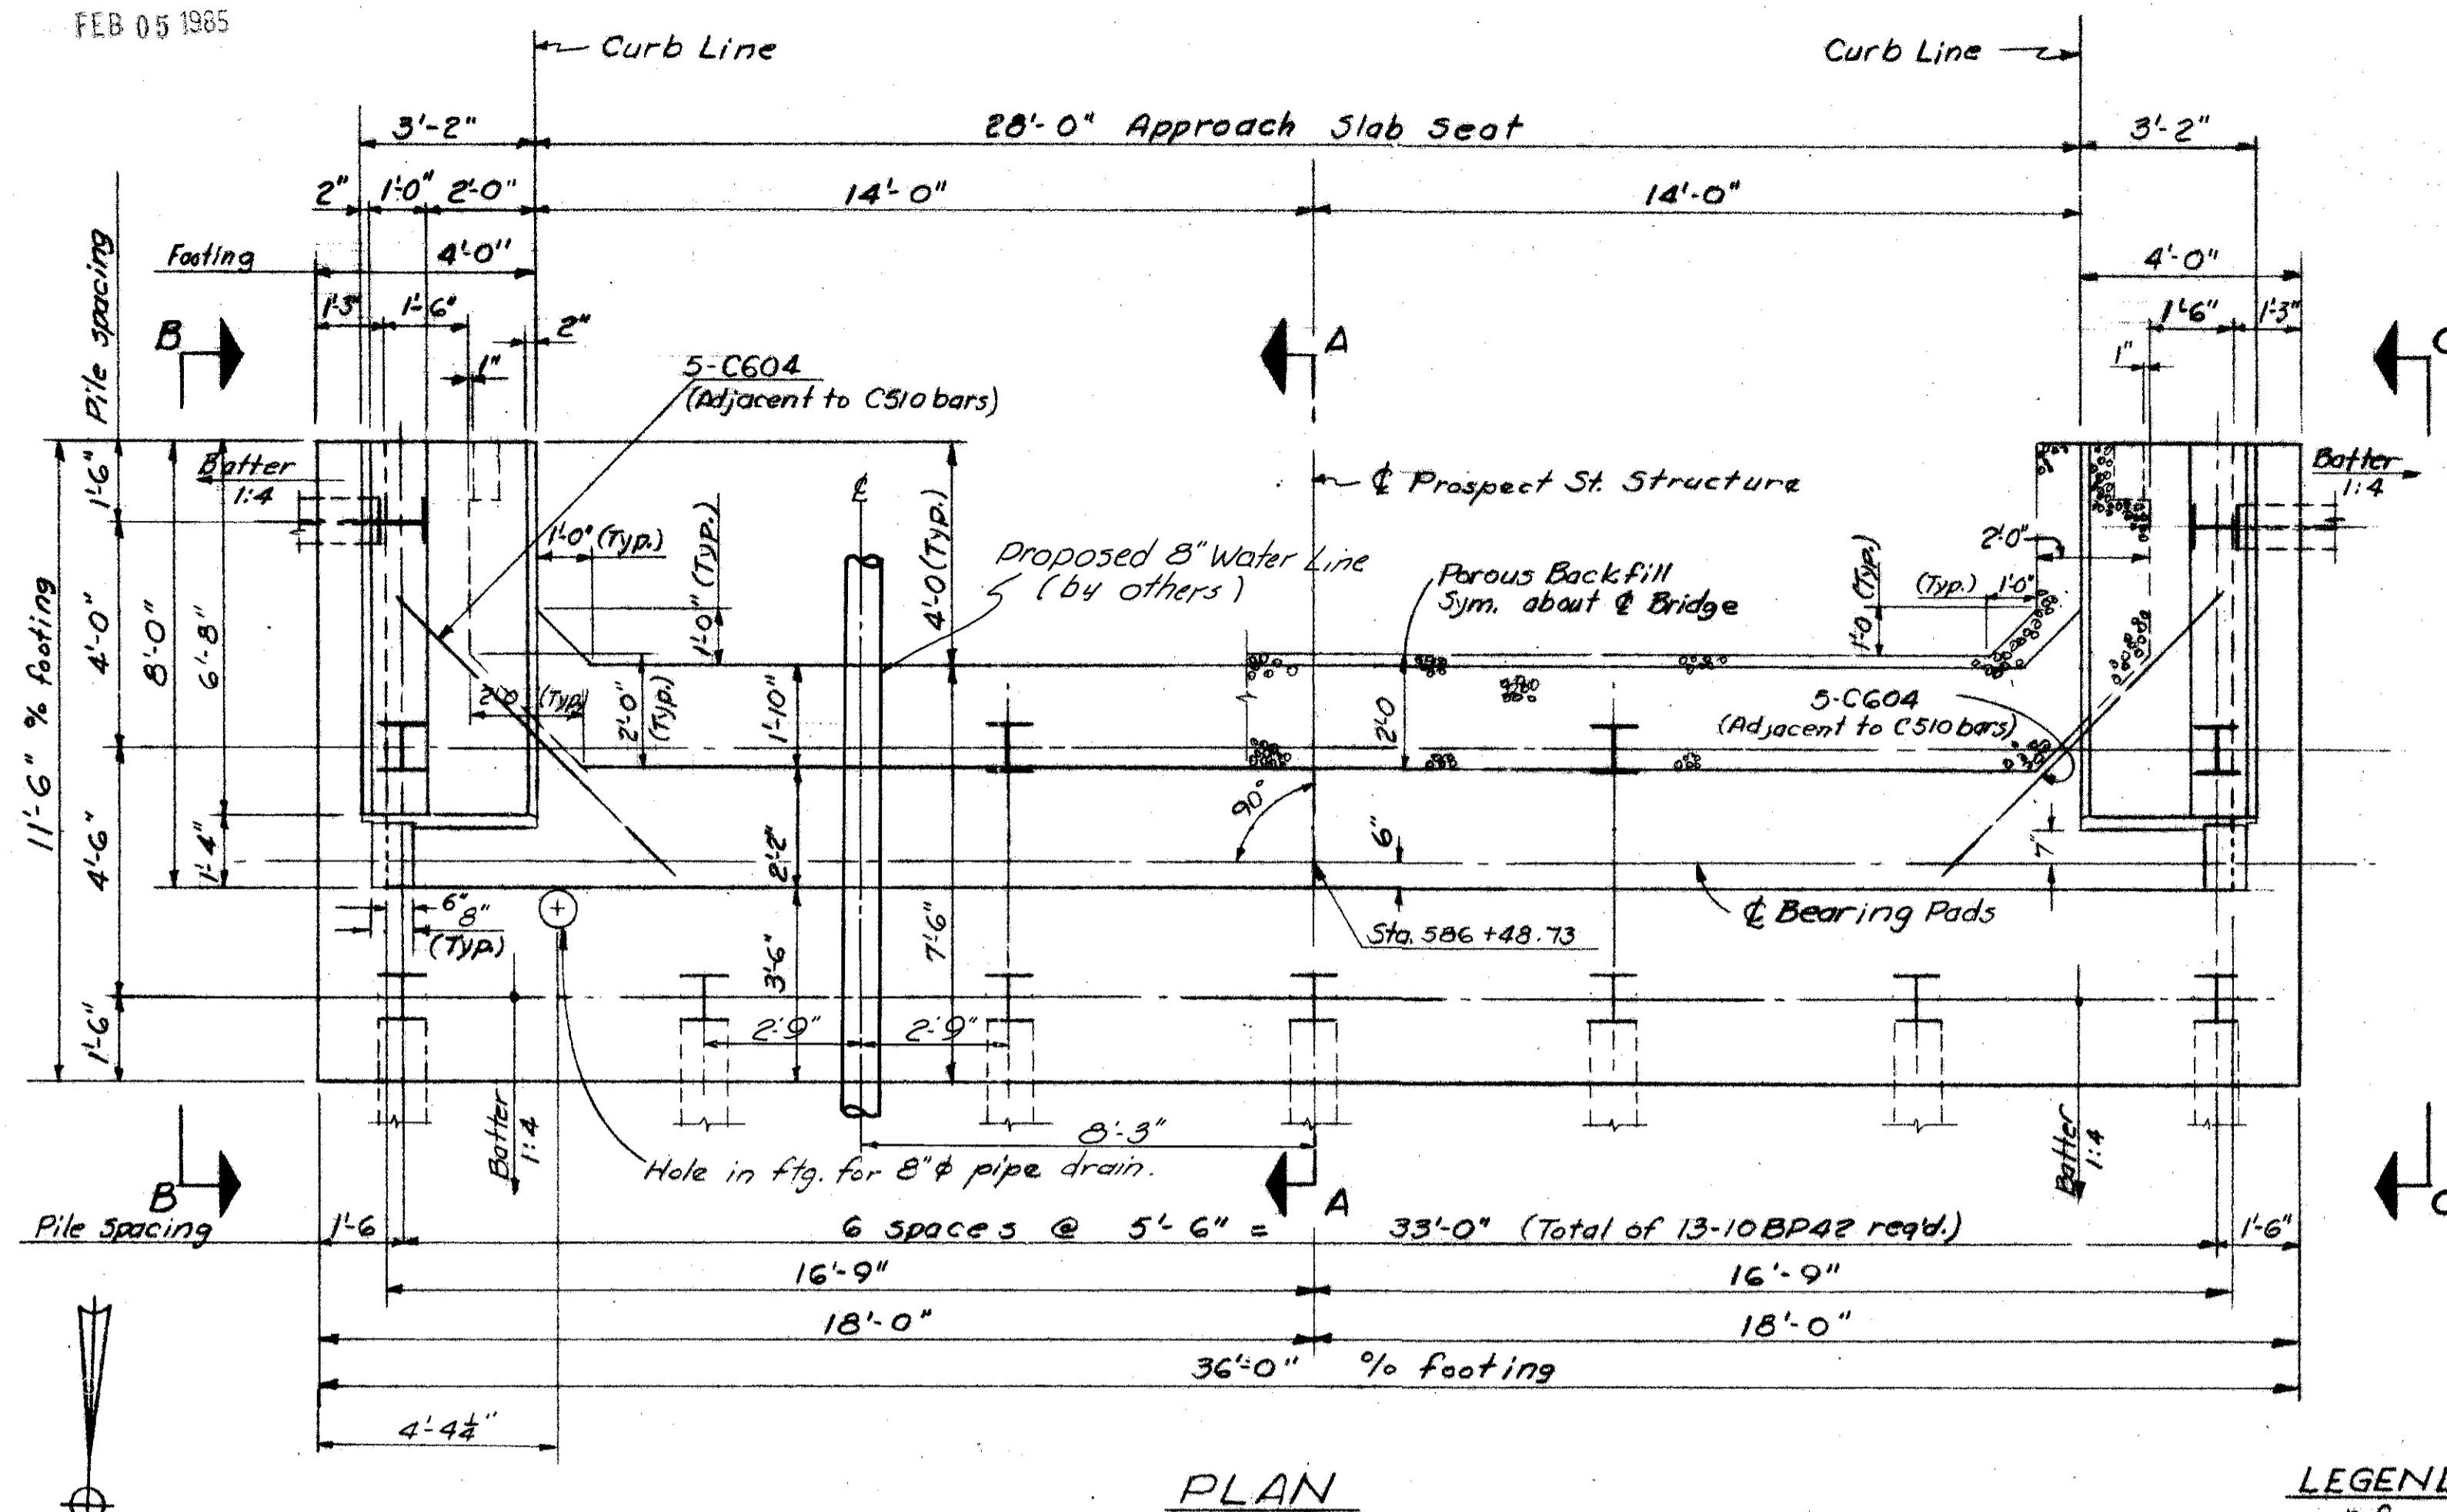 FEB 05 1985
Curb Line
Curb Line
3'-2"
28'-0" Approach Slab Seat
3'-2"
2"
1'-0"
2'-0"
14'-0"
14'-0"
Footing
4'-0"
4'-0"
Pile spacing
1'-3"
1'-6"
2"
1'-6"
1'-3"
B
A
C
1"
1"
5-C604
(Adjacent to C510 bars)
1'-6"
Batter
1:4
℄
℄ Prospect St. Structure
Batter
1:4
1'-0" (Typ.)
1'-0" (Typ.)
4'-0 (Typ.)
Proposed 8" Water Line
(by others)
Porous Backfill
Sym. about ℄ Bridge
2'-0"
1'-0 (Typ.)
(Typ.) 1'-0"
11'-6" % footing
4'-0"
8'-0"
6'-8"
2'-0 (Typ)
2'-0" (Typ.)
1'-10"
2'-0
5-C604
(Adjacent to C510 bars)
4'-6"
1'-4"
2'-2"
90°
6"
7"
6"
8"
(Typ.)
3'-6"
7'-6"
Sta. 586+48.73
℄ Bearing Pads
1'-6"
2'-9"
2'-9"
Batter
1:4
8'-3"
Batter
1:4
Hole in ftg. for 8"ϕ pipe drain.
B
A
C
Pile Spacing
1'-6
6 spaces @ 5'-6" = 33'-0" (Total of 13-10BP42 req'd.)
1'-6"
16'-9"
16'-9"
18'-0"
18'-0"
36'-0" % footing
4'-4¼"
PLAN
LEGEN